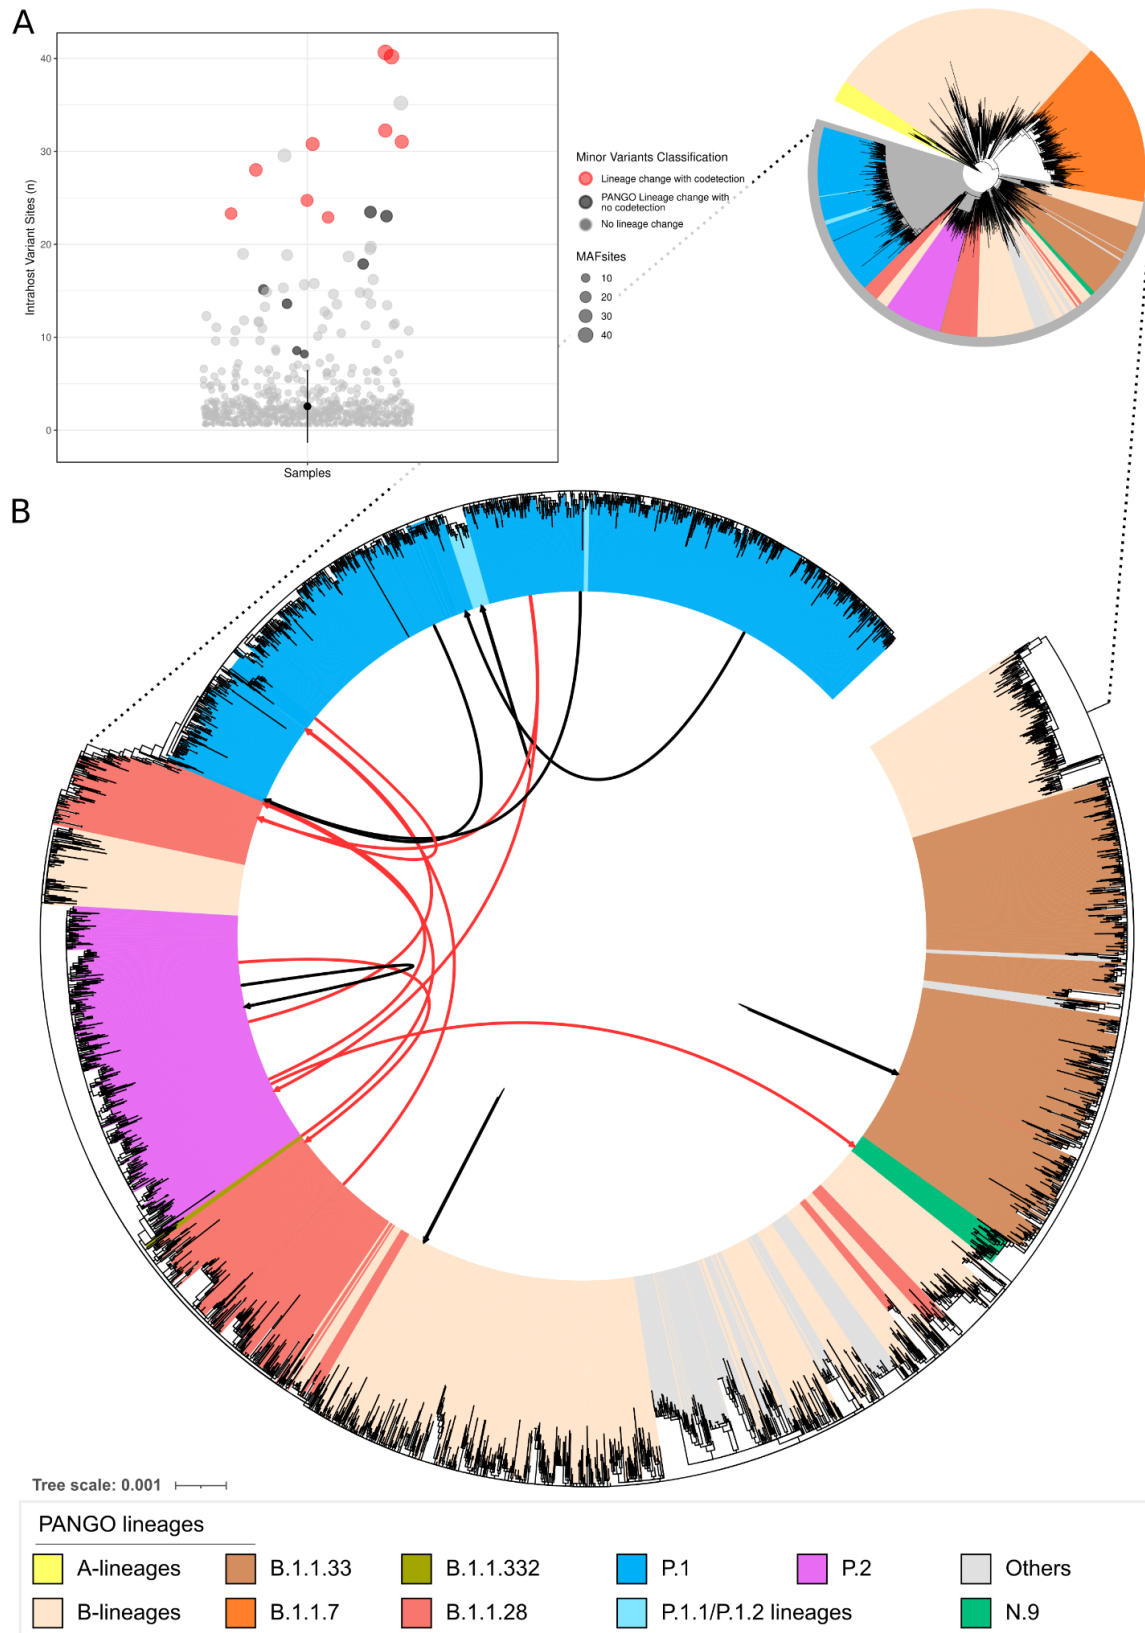 A
40
30
20
10
0
Intrahost Variant Sites (n)
Samples
Minor Variants Classification
Lineage change with codetection
PANGO Lineage change with
no codetection
No lineage change
MAFsites
10
20
30
40
B
Tree scale: 0.001
PANGO lineages
A-lineages
B.1.1.33
B.1.1.332
P.1
P.2
Others
B-lineages
B.1.1.7
B.1.1.28
P.1.1/P.1.2 lineages
N.9